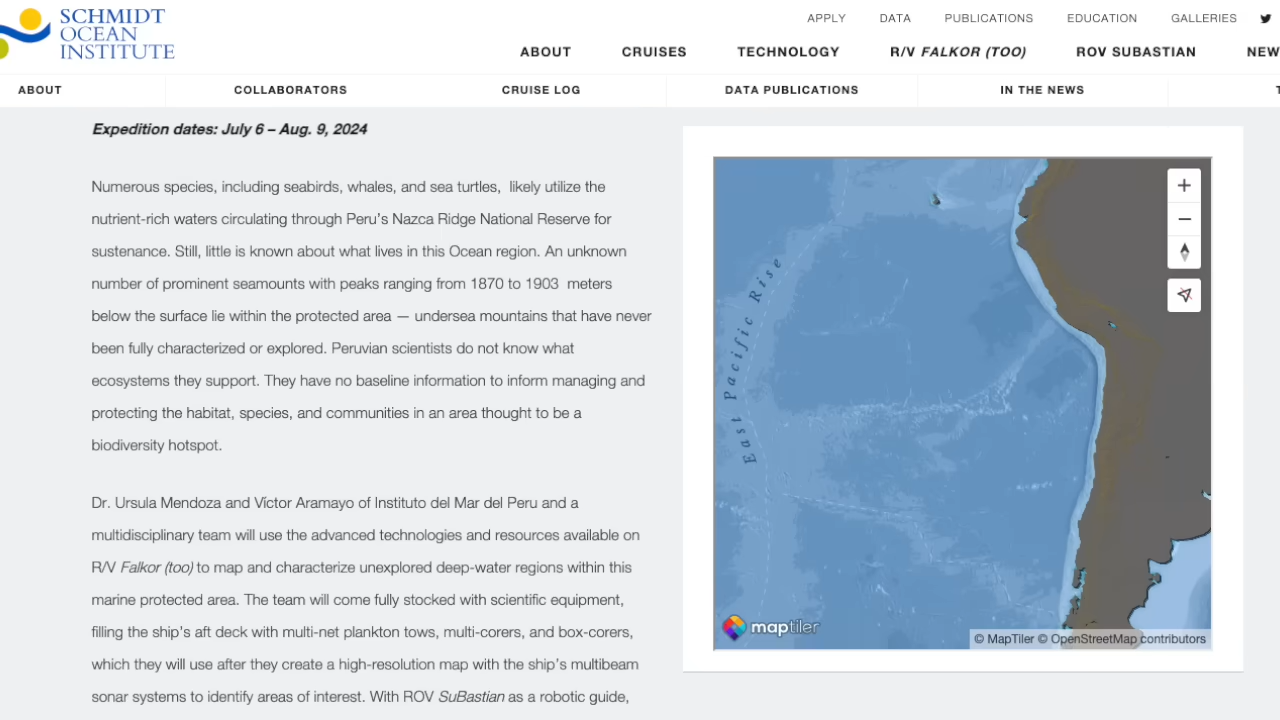 SCHMIDT
OCEAN
INSTITUTE
APPLY DATA PUBLICATIONS EDUCATION GALLERIES
ABOUT CRUISES TECHNOLOGY R/V FALKOR (TOO) ROV SUBASTIAN NEW
ABOUT COLLABORATORS CRUISE LOG DATA PUBLICATIONS IN THE NEWS
Expedition dates: July 6 – Aug. 9, 2024
Numerous species, including seabirds, whales, and sea turtles,  likely utilize the
nutrient-rich waters circulating through Peru's Nazca Ridge National Reserve for
sustenance. Still, little is known about what lives in this Ocean region. An unknown
number of prominent seamounts with peaks ranging from 1870 to 1903  meters
below the surface lie within the protected area — undersea mountains that have never
been fully characterized or explored. Peruvian scientists do not know what
ecosystems they support. They have no baseline information to inform managing and
protecting the habitat, species, and communities in an area thought to be a
biodiversity hotspot.
Dr. Ursula Mendoza and Víctor Aramayo of Instituto del Mar del Peru and a
multidisciplinary team will use the advanced technologies and resources available on
R/V Falkor (too) to map and characterize unexplored deep-water regions within this
marine protected area. The team will come fully stocked with scientific equipment,
filling the ship's aft deck with multi-net plankton tows, multi-corers, and box-corers,
which they will use after they create a high-resolution map with the ship's multibeam
sonar systems to identify areas of interest. With ROV SuBastian as a robotic guide,
East Pacific Rise
maptiler
© MapTiler © OpenStreetMap contributors